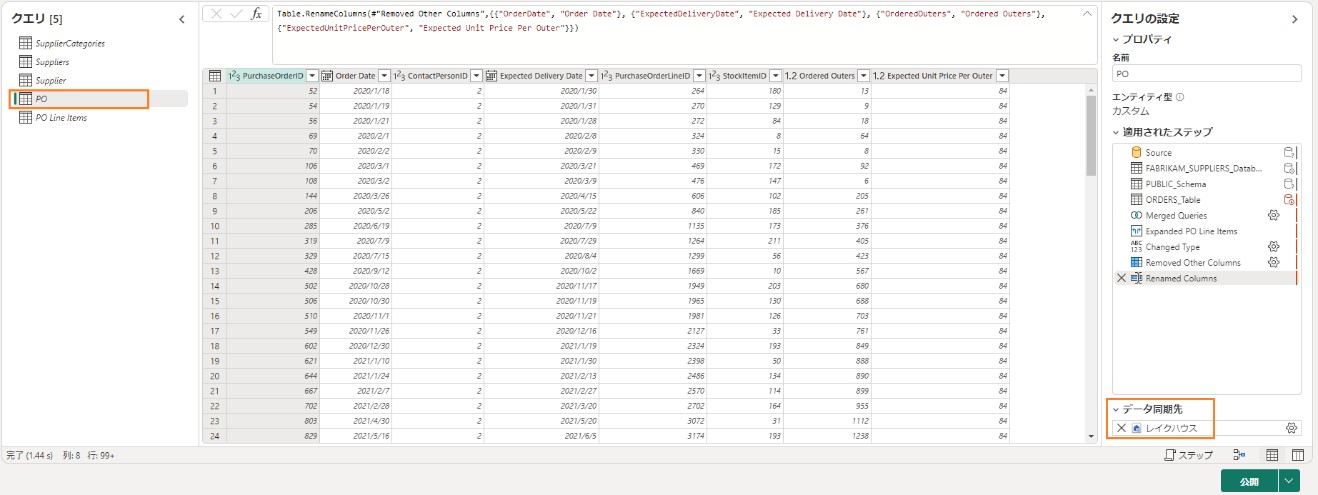 クエリ [5]
SupplierCategories
Suppliers
Supplier
PO
PO Line Items
fx
Table.RenameColumns(#"Removed Other Columns",{{"OrderDate", "Order Date"}, {"ExpectedDeliveryDate", "Expected Delivery Date"}, {"OrderedOuters", "Ordered Outers"},
{"ExpectedUnitPricePerOuter", "Expected Unit Price Per Outer"}})
1²3 PurchaseOrderID Order Date 1²3 ContactPersonID Expected Delivery Date 1²3 PurchaseOrderLineID 1²3 StockItemID 1.2 Ordered Outers 1.2 Expected Unit Price Per Outer
1 52 2020/1/18 2 2020/1/30 264 180 13 84
2 54 2020/1/19 2 2020/1/31 270 129 9 84
3 56 2020/1/21 2 2020/1/28 272 84 18 84
4 69 2020/2/1 2 2020/2/8 324 8 64 84
5 70 2020/2/2 2 2020/2/9 330 15 8 84
6 106 2020/3/1 2 2020/3/21 469 172 92 84
7 108 2020/3/2 2 2020/3/9 476 147 6 84
8 144 2020/3/26 2 2020/4/15 606 102 205 84
9 206 2020/5/2 2 2020/5/22 840 185 261 84
10 285 2020/6/19 2 2020/7/9 1135 173 376 84
11 319 2020/7/9 2 2020/7/29 1264 211 405 84
12 329 2020/7/15 2 2020/8/4 1299 56 423 84
13 428 2020/9/12 2 2020/10/2 1669 10 567 84
14 502 2020/10/28 2 2020/11/17 1949 203 680 84
15 506 2020/10/30 2 2020/11/19 1965 130 688 84
16 510 2020/11/1 2 2020/11/21 1981 126 703 84
17 549 2020/11/26 2 2020/12/16 2127 33 761 84
18 602 2020/12/30 2 2021/1/19 2324 193 849 84
19 621 2021/1/10 2 2021/1/30 2398 50 888 84
20 644 2021/1/24 2 2021/2/13 2486 134 890 84
21 667 2021/2/7 2 2021/2/27 2570 114 899 84
22 702 2021/2/28 2 2021/3/20 2702 164 955 84
23 803 2021/4/30 2 2021/5/20 3072 31 1112 84
24 829 2021/5/16 2 2021/6/5 3174 193 1238 84
クエリの設定
プロパティ
名前
PO
エンティティ型
カスタム
適用されたステップ
Source
FABRIKAM_SUPPLIERS_Datab...
PUBLIC_Schema
ORDERS_Table
Merged Queries
Expanded PO Line Items
ABC
123 Changed Type
Removed Other Columns
Renamed Columns
データ同期先
レイクハウス
完了 (1.44 s) 列: 8 行: 99+
ステップ
公開